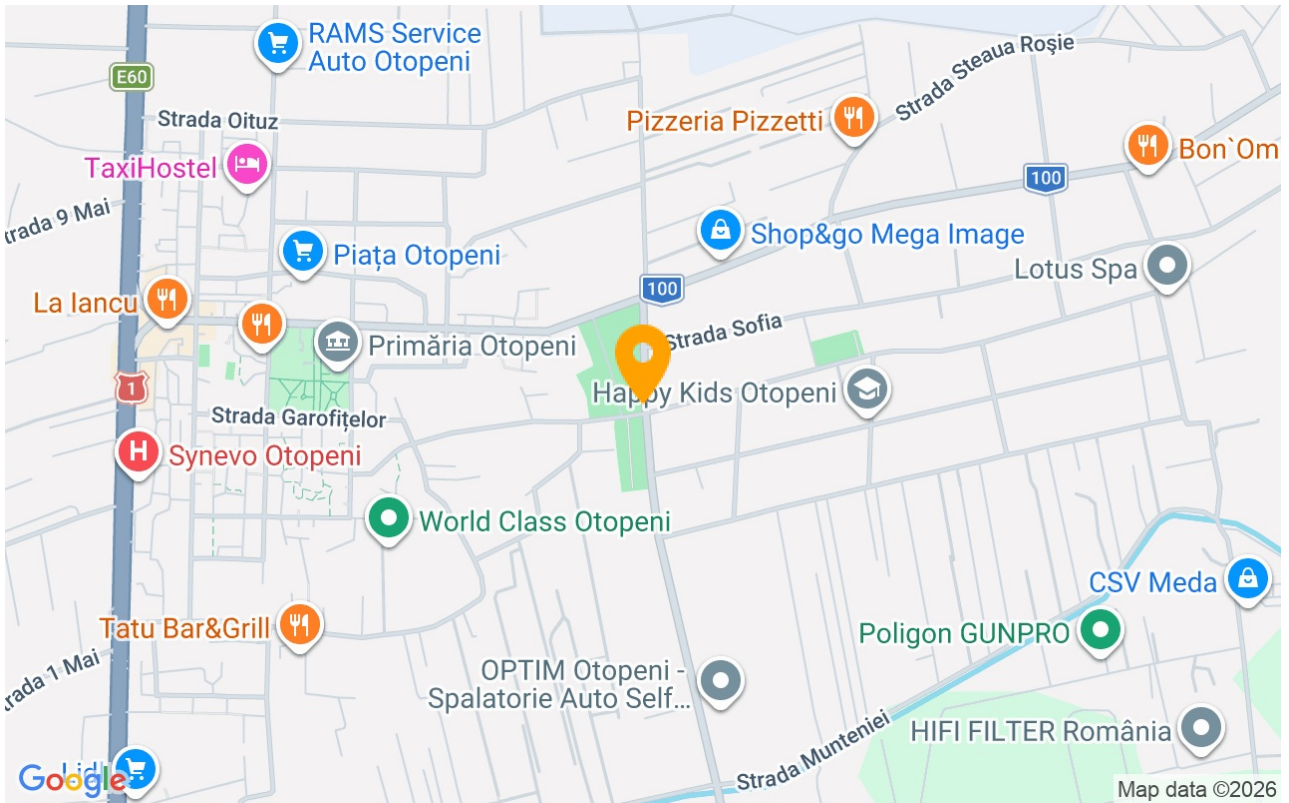 RAMS Service
Auto Otopeni
E60
Strada Oituz
Strada Steaua Roșie
Pizzeria Pizzetti
TaxiHostel
Bon`Om
100
trada 9 Mai
Shop&go Mega Image
Piața Otopeni
Lotus Spa
100
La Iancu
Strada Sofia
Primăria Otopeni
1
Happy Kids Otopeni
Strada Garofițelor
H
Synevo Otopeni
World Class Otopeni
CSV Meda
Tatu Bar&Grill
Poligon GUNPRO
trada 1 Mai
OPTIM Otopeni -
Spalatorie Auto Self...
HIFI FILTER România
Strada Munteniei
Lidl
Google
Map data ©2026